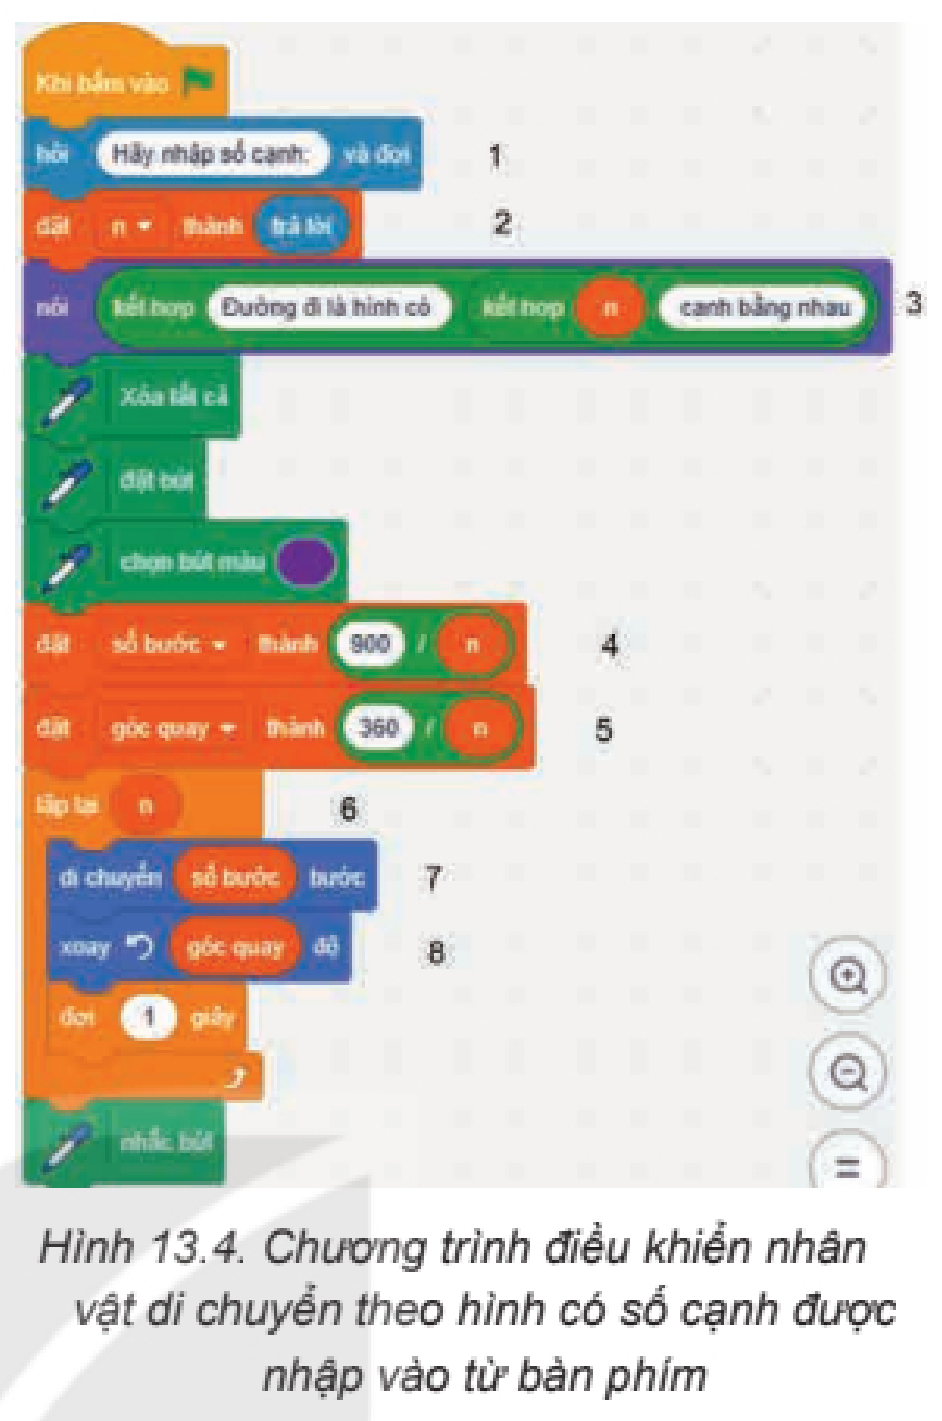 Khi bấm vào
hỏi Hãy nhập số cạnh: và đợi 1
đặt n thành trả lời 2
nói kết hợp Đường đi là hình có kết hợp n cạnh bằng nhau 3
Xóa tất cả
đặt bút
chọn bút màu
đặt số bước thành 900 / n 4
đặt góc quay thành 360 / n 5
lặp lại n 6
di chuyển số bước bước 7
xoay góc quay độ 8
đợi 1 giây
nhấc bút
Hình 13.4. Chương trình điều khiển nhân
vật di chuyển theo hình có số cạnh được
nhập vào từ bàn phím